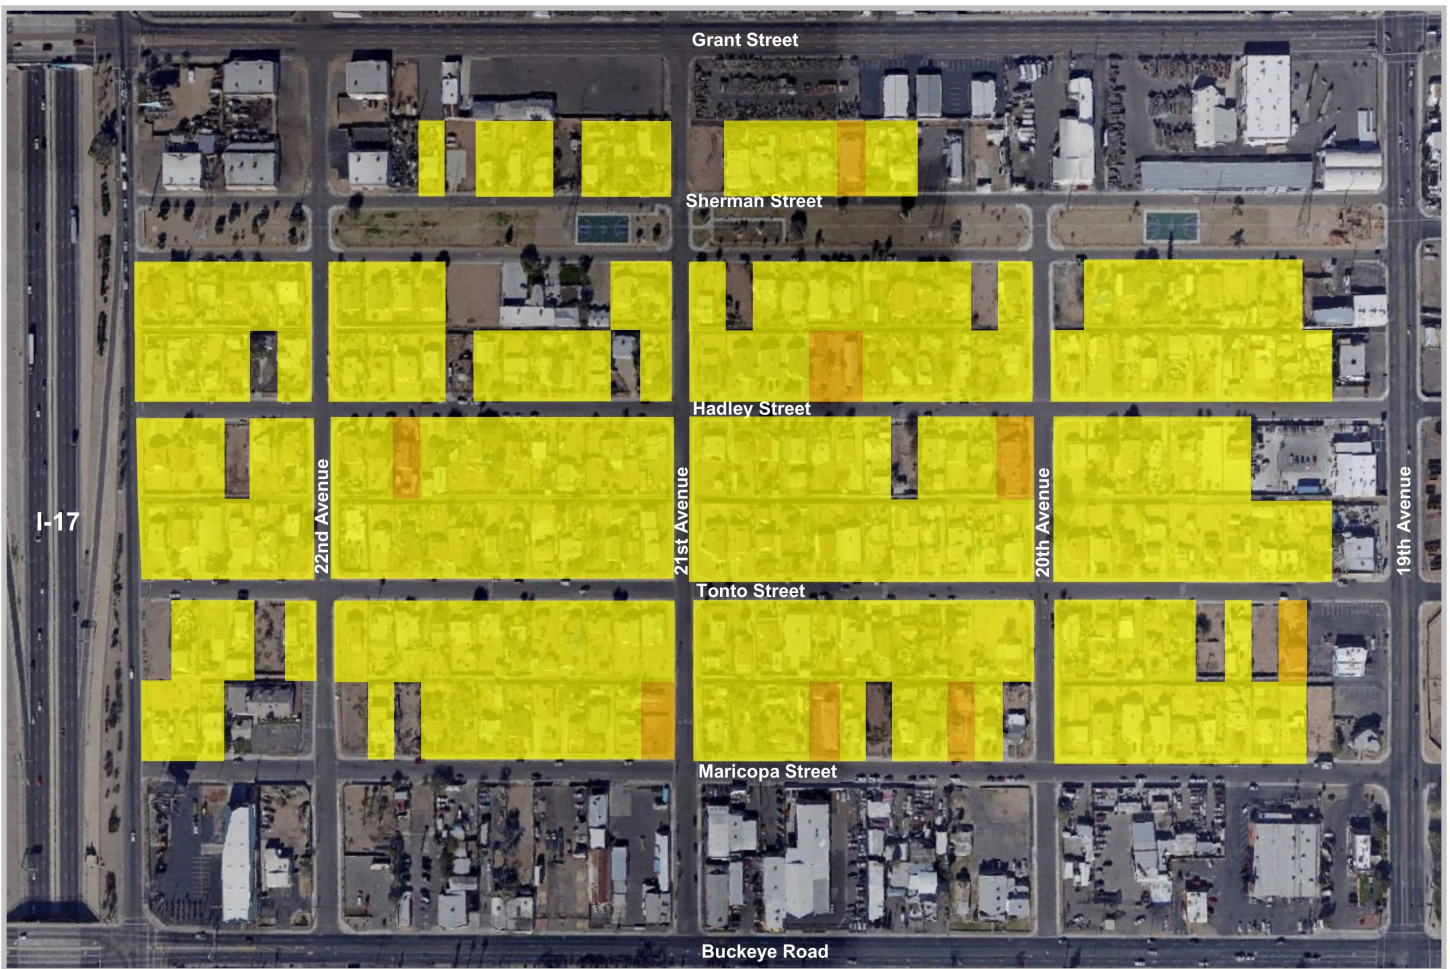 Grant Street
Sherman Street
Hadley Street
22nd Avenue
21st Avenue
20th Avenue
19th Avenue
I-17
Tonto Street
Maricopa Street
Buckeye Road